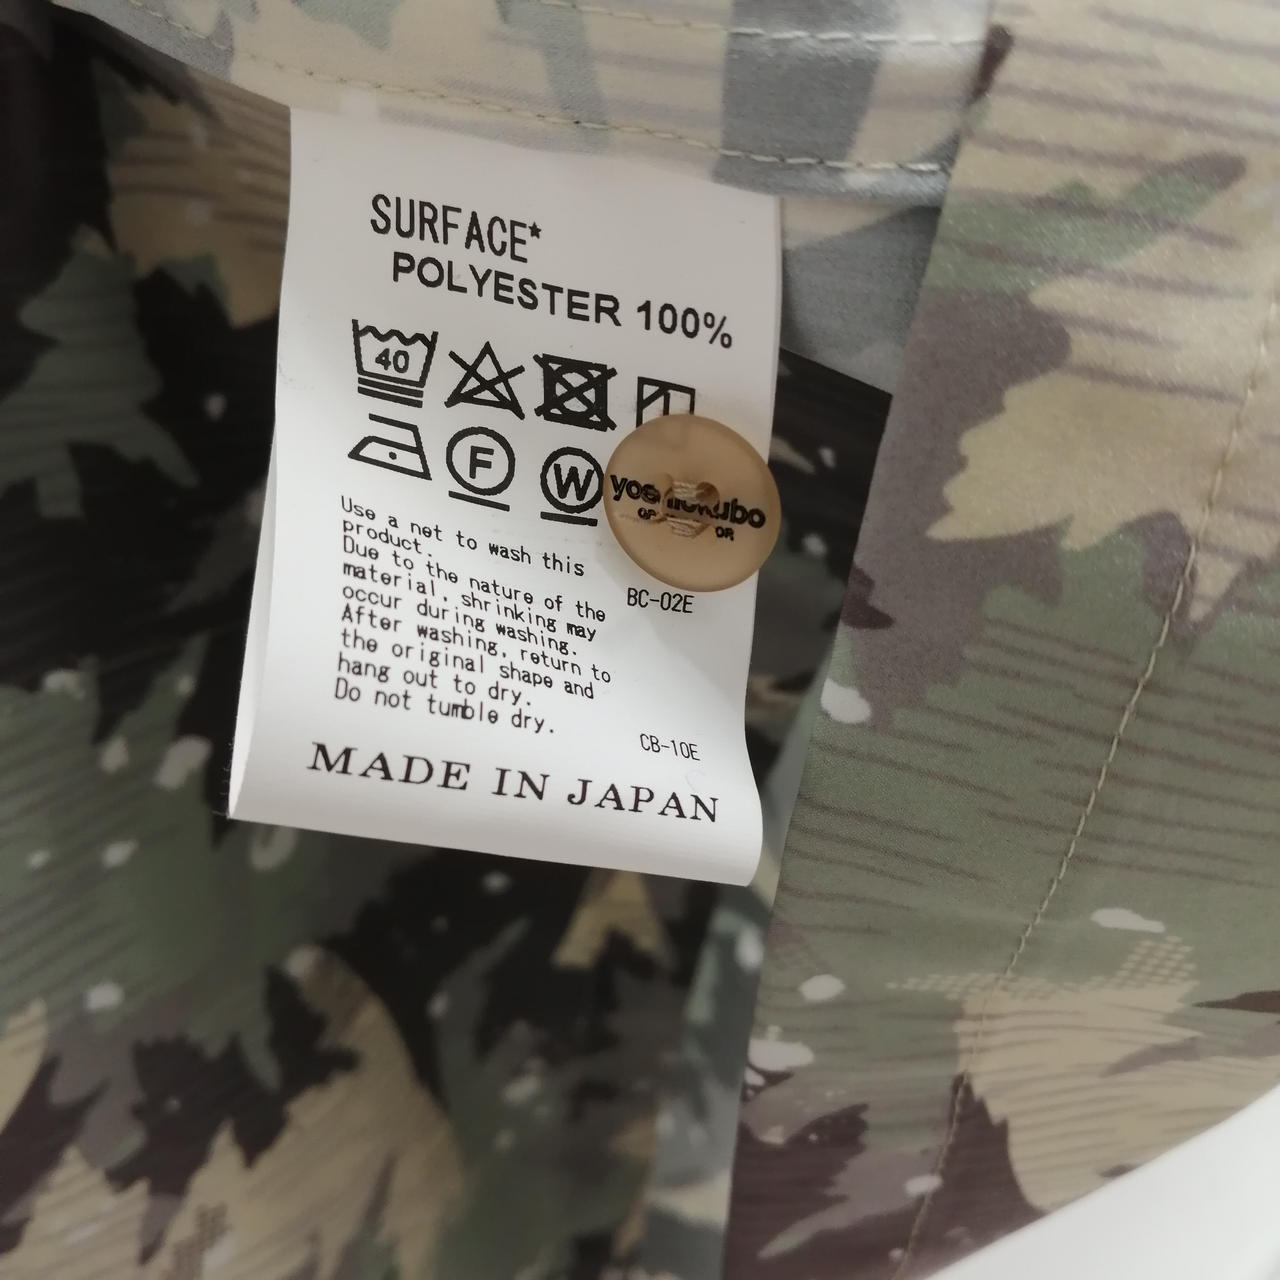 SURFACE*
POLYESTER 100%
40
F
W
Use a net to wash this
product.
Due to the nature of the
material, shrinking may
occur during washing.
After washing, return to
the original shape and
hang out to dry.
Do not tumble dry.
BC-02E
CB-10E
MADE IN JAPAN